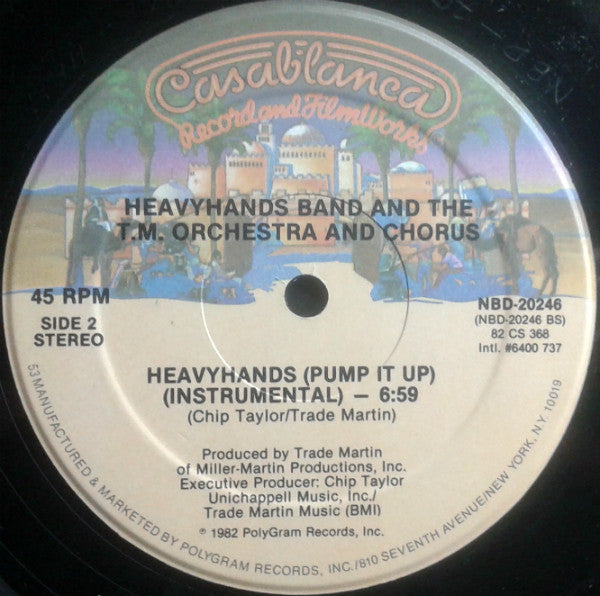 Casablanca
Record and FilmWorks
HEAVYHANDS BAND AND THE
T.M. ORCHESTRA AND CHORUS
45 RPM
SIDE 2
STEREO
NBD-20246
(NBD-20246 BS)
82 CS 368
Intl. #6400 737
HEAVYHANDS (PUMP IT UP)
(INSTRUMENTAL) — 6:59
(Chip Taylor/Trade Martin)
Produced by Trade Martin
of Miller-Martin Productions, Inc.
Executive Producer: Chip Taylor
Unichappell Music, Inc./
Trade Martin Music (BMI)
℗ 1982 PolyGram Records, Inc.
53 MANUFACTURED & MARKETED BY POLYGRAM RECORDS, INC./810 SEVENTH AVENUE/NEW YORK, N.Y. 10019